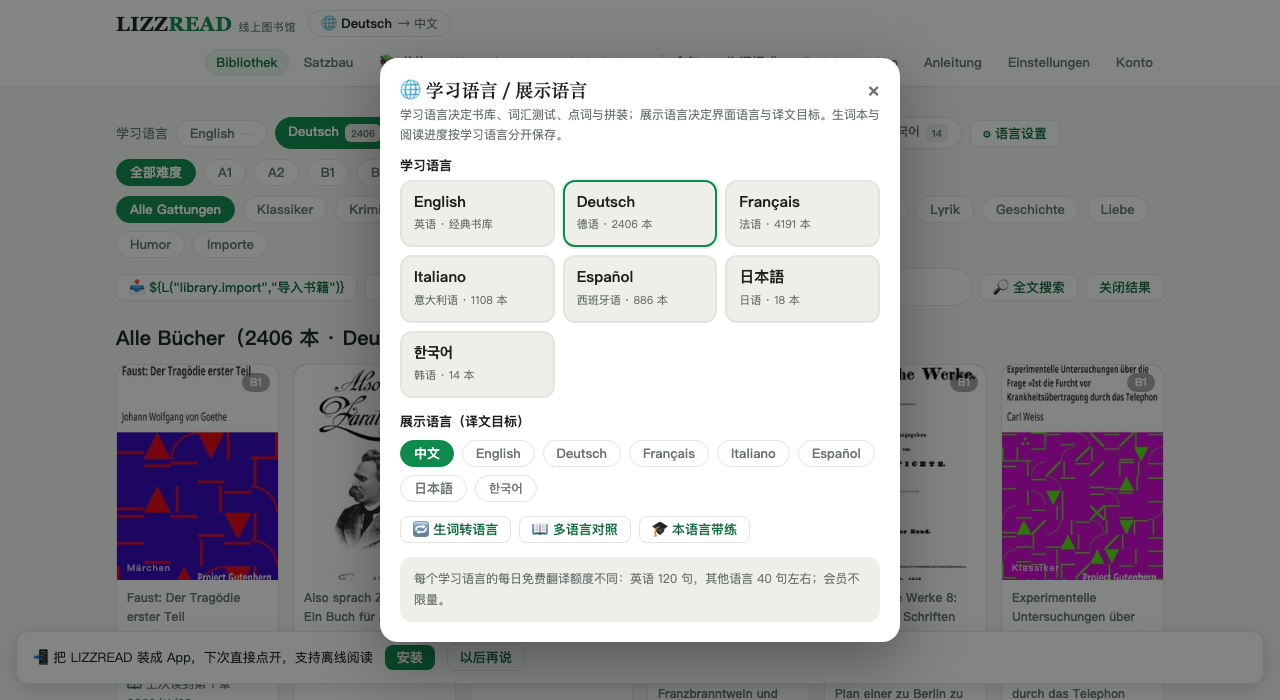 LIZZREAD 线上图书馆 🌐 Deutsch → 中文
Bibliothek Satzbau Anleitung Einstellungen Konto
学习语言 English — Deutsch 2406 14 ⚙ 语言设置
全部难度 A1 A2 B1
Alle Gattungen Klassiker Lyrik Geschichte Liebe
Humor Importe
📥 ${L("library.import","导入书籍")} 🔎 全文搜索 关闭结果
Alle Bücher（2406 本 ·
🌐 学习语言 / 展示语言 ×
学习语言决定书库、词汇测试、点词与拼装；展示语言决定界面语言与译文目标。生词本与
阅读进度按学习语言分开保存。
学习语言
English
英语 · 经典书库
Deutsch
德语 · 2406 本
Français
法语 · 4191 本
Italiano
意大利语 · 1108 本
Español
西班牙语 · 886 本
日本語
日语 · 18 本
한국어
韩语 · 14 本
展示语言（译文目标）
中文 English Deutsch Français Italiano Español
日本語 한국어
🔁 生词转语言 📖 多语言对照 🎓 本语言带练
每个学习语言的每日免费翻译额度不同：英语 120 句，其他语言 40 句左右；会员不
限量。
Faust: Der Tragödie erster Teil
B1
Johann Wolfgang von Goethe
Märchen
Project Gutenberg
Faust: Der Tragödie
erster Teil
Also sprach
Ein Buch für
B1
Werke.
Werke 8:
Schriften
Experimentelle Untersuchungen über die
Frage »Ist die Furcht vor
Krankheitsübertragung durch das Telephon
B1
Carl Weiss
Klassiker
Project Gutenberg
Experimentelle
Untersuchungen über
📲 把 LIZZREAD 装成 App，下次直接点开，支持离线阅读 安装 以后再说
Franzbranntwein und
Plan einer zu Berlin zu
durch das Telephon